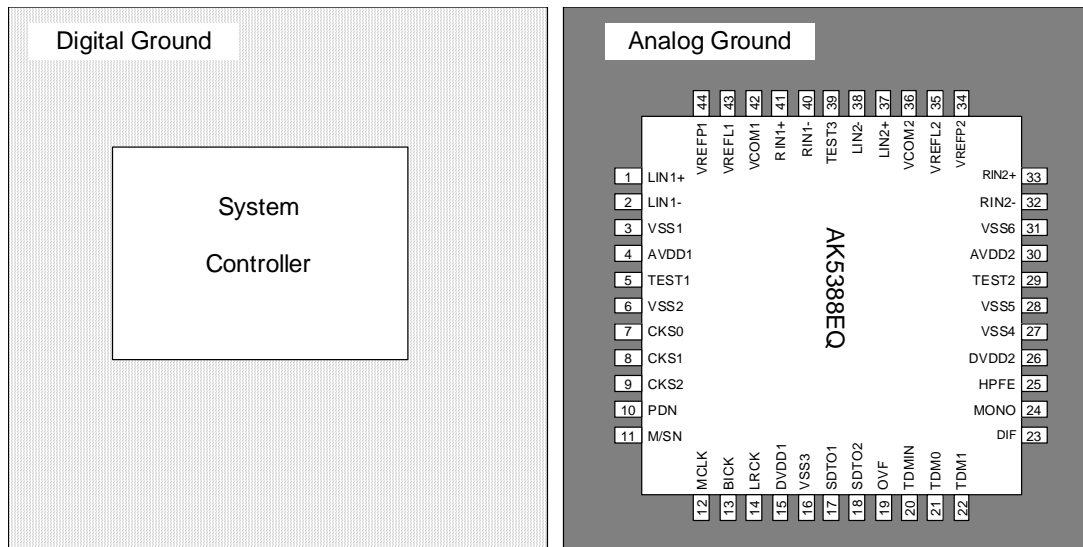 Digital Ground
System
Controller
Analog Ground
44 43 42 41 40 39 38 37 36 35 34
VREFP1 VREFL1 VCOM1 RIN1+ RIN1- TEST3 LIN2- LIN2+ VCOM2 VREFL2 VREFP2
1 LIN1+
2 LIN1-
3 VSS1
4 AVDD1
5 TEST1
6 VSS2
7 CKS0
8 CKS1
9 CKS2
10 PDN
11 M/SN
AK5388EQ
RIN2+ 33
RIN2- 32
VSS6 31
AVDD2 30
TEST2 29
VSS5 28
VSS4 27
DVDD2 26
HPFE 25
MONO 24
DIF 23
MCLK BICK LRCK DVDD1 VSS3 SDTO1 SDTO2 OVF TDMIN TDM0 TDM1
12 13 14 15 16 17 18 19 20 21 22